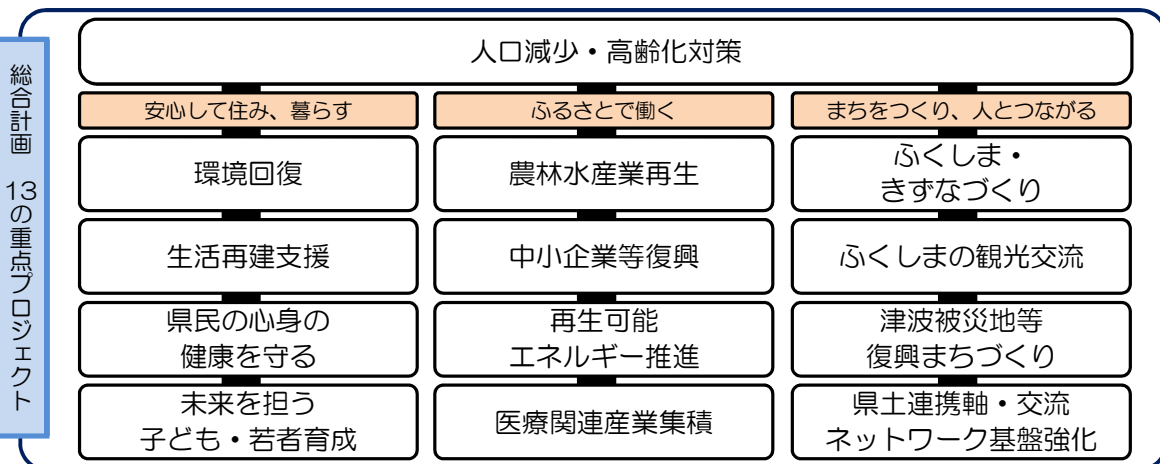 総合計画 13の重点プロジェクト
人口減少・高齢化対策
安心して住み、暮らす
環境回復
生活再建支援
県民の心身の
健康を守る
未来を担う
子ども・若者育成
ふるさとで働く
農林水産業再生
中小企業等復興
再生可能
エネルギー推進
医療関連産業集積
まちをつくり、人とつながる
ふくしま・
きずなづくり
ふくしまの観光交流
津波被災地等
復興まちづくり
県土連携軸・交流
ネットワーク基盤強化